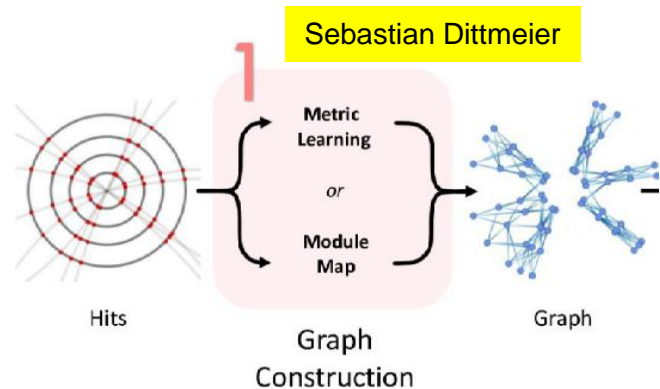 Sebastian Dittmeier
1
Metric
Learning
or
Module
Map
Hits
Graph
Construction
Graph